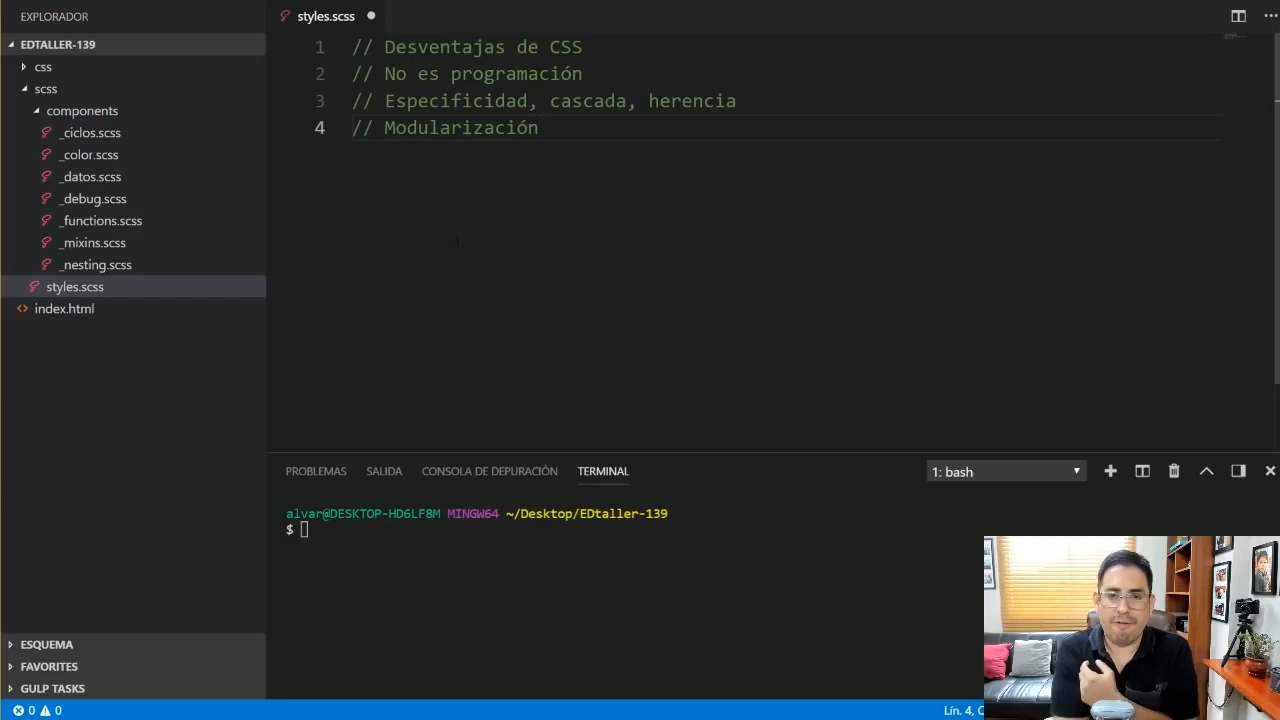 EXPLORADOR
EDTALLER-139
css
scss
components
_ciclos.scss
_color.scss
_datos.scss
_debug.scss
_functions.scss
_mixins.scss
_nesting.scss
styles.scss
index.html
ESQUEMA
FAVORITES
GULP TASKS
0 0
styles.scss
1 // Desventajas de CSS
2 // No es programación
3 // Especificidad, cascada, herencia
4 // Modularización
PROBLEMAS SALIDA CONSOLA DE DEPURACIÓN TERMINAL 1: bash
alvar@DESKTOP-HD6LF8M MINGW64 ~/Desktop/EDtaller-139
$
Lín. 4, C